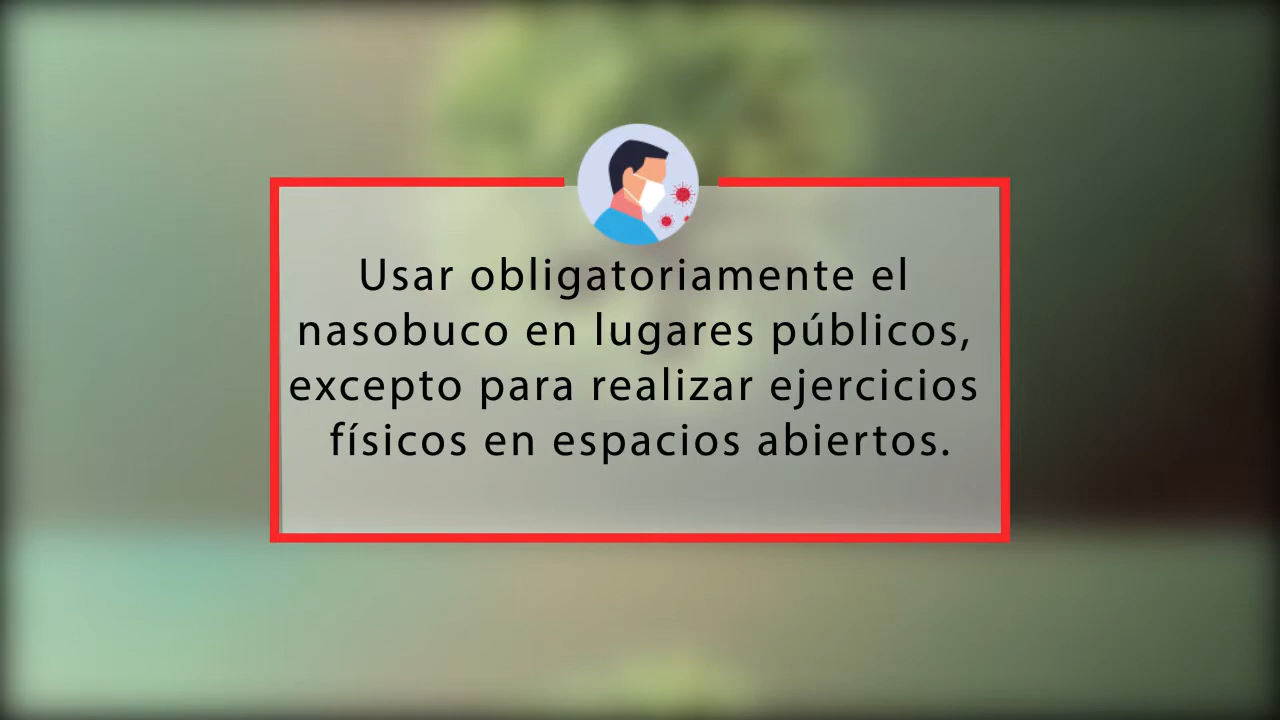 Usar obligatoriamente el
nasobuco en lugares públicos,
excepto para realizar ejercicios
físicos en espacios abiertos.